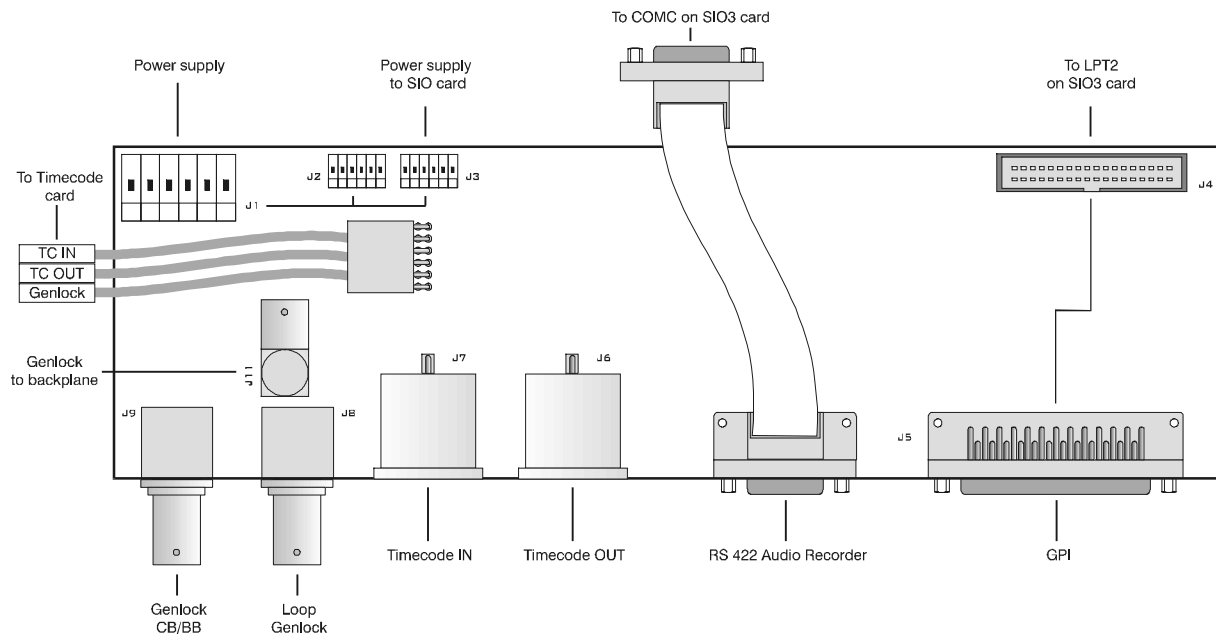 To COMC on SIO3 card
Power supply
Power supply
to SIO card
To LPT2
on SIO3 card
J2
J3
J4
To Timecode
card
J1
TC IN
TC OUT
Genlock
Genlock
to backplane
J11
J7
J6
J9
J8
J5
Timecode IN
Timecode OUT
RS 422 Audio Recorder
GPI
Genlock
CB/BB
Loop
Genlock